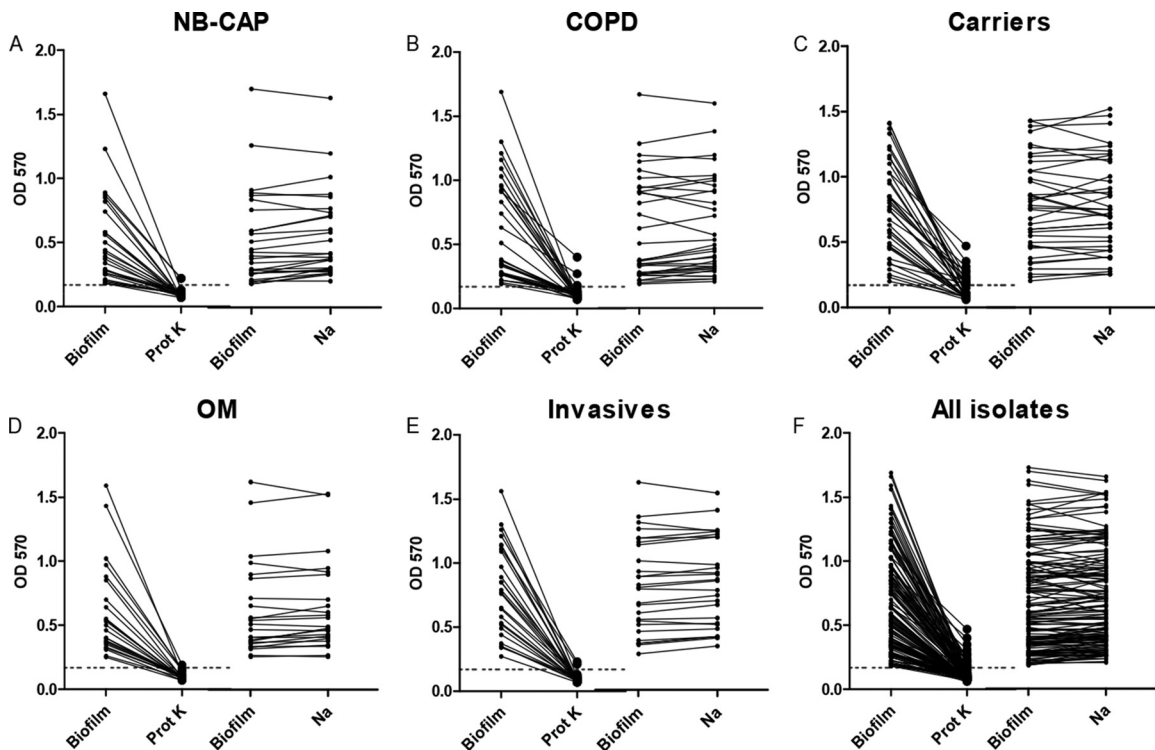 NB-CAP
COPD
Carriers
A
B
C
2.0
1.5
1.0
0.5
0.0
OD 570
Biofilm
Prot K
Biofilm
Na
2.0
1.5
1.0
0.5
0.0
OD 570
Biofilm
Prot K
Biofilm
Na
2.0
1.5
1.0
0.5
0.0
OD 570
Biofilm
Prot K
Biofilm
Na
OM
Invasives
All isolates
D
E
F
2.0
1.5
1.0
0.5
0.0
OD 570
Biofilm
Prot K
Biofilm
Na
2.0
1.5
1.0
0.5
0.0
OD 570
Biofilm
Prot K
Biofilm
Na
2.0
1.5
1.0
0.5
0.0
OD 570
Biofilm
Prot K
Biofilm
Na